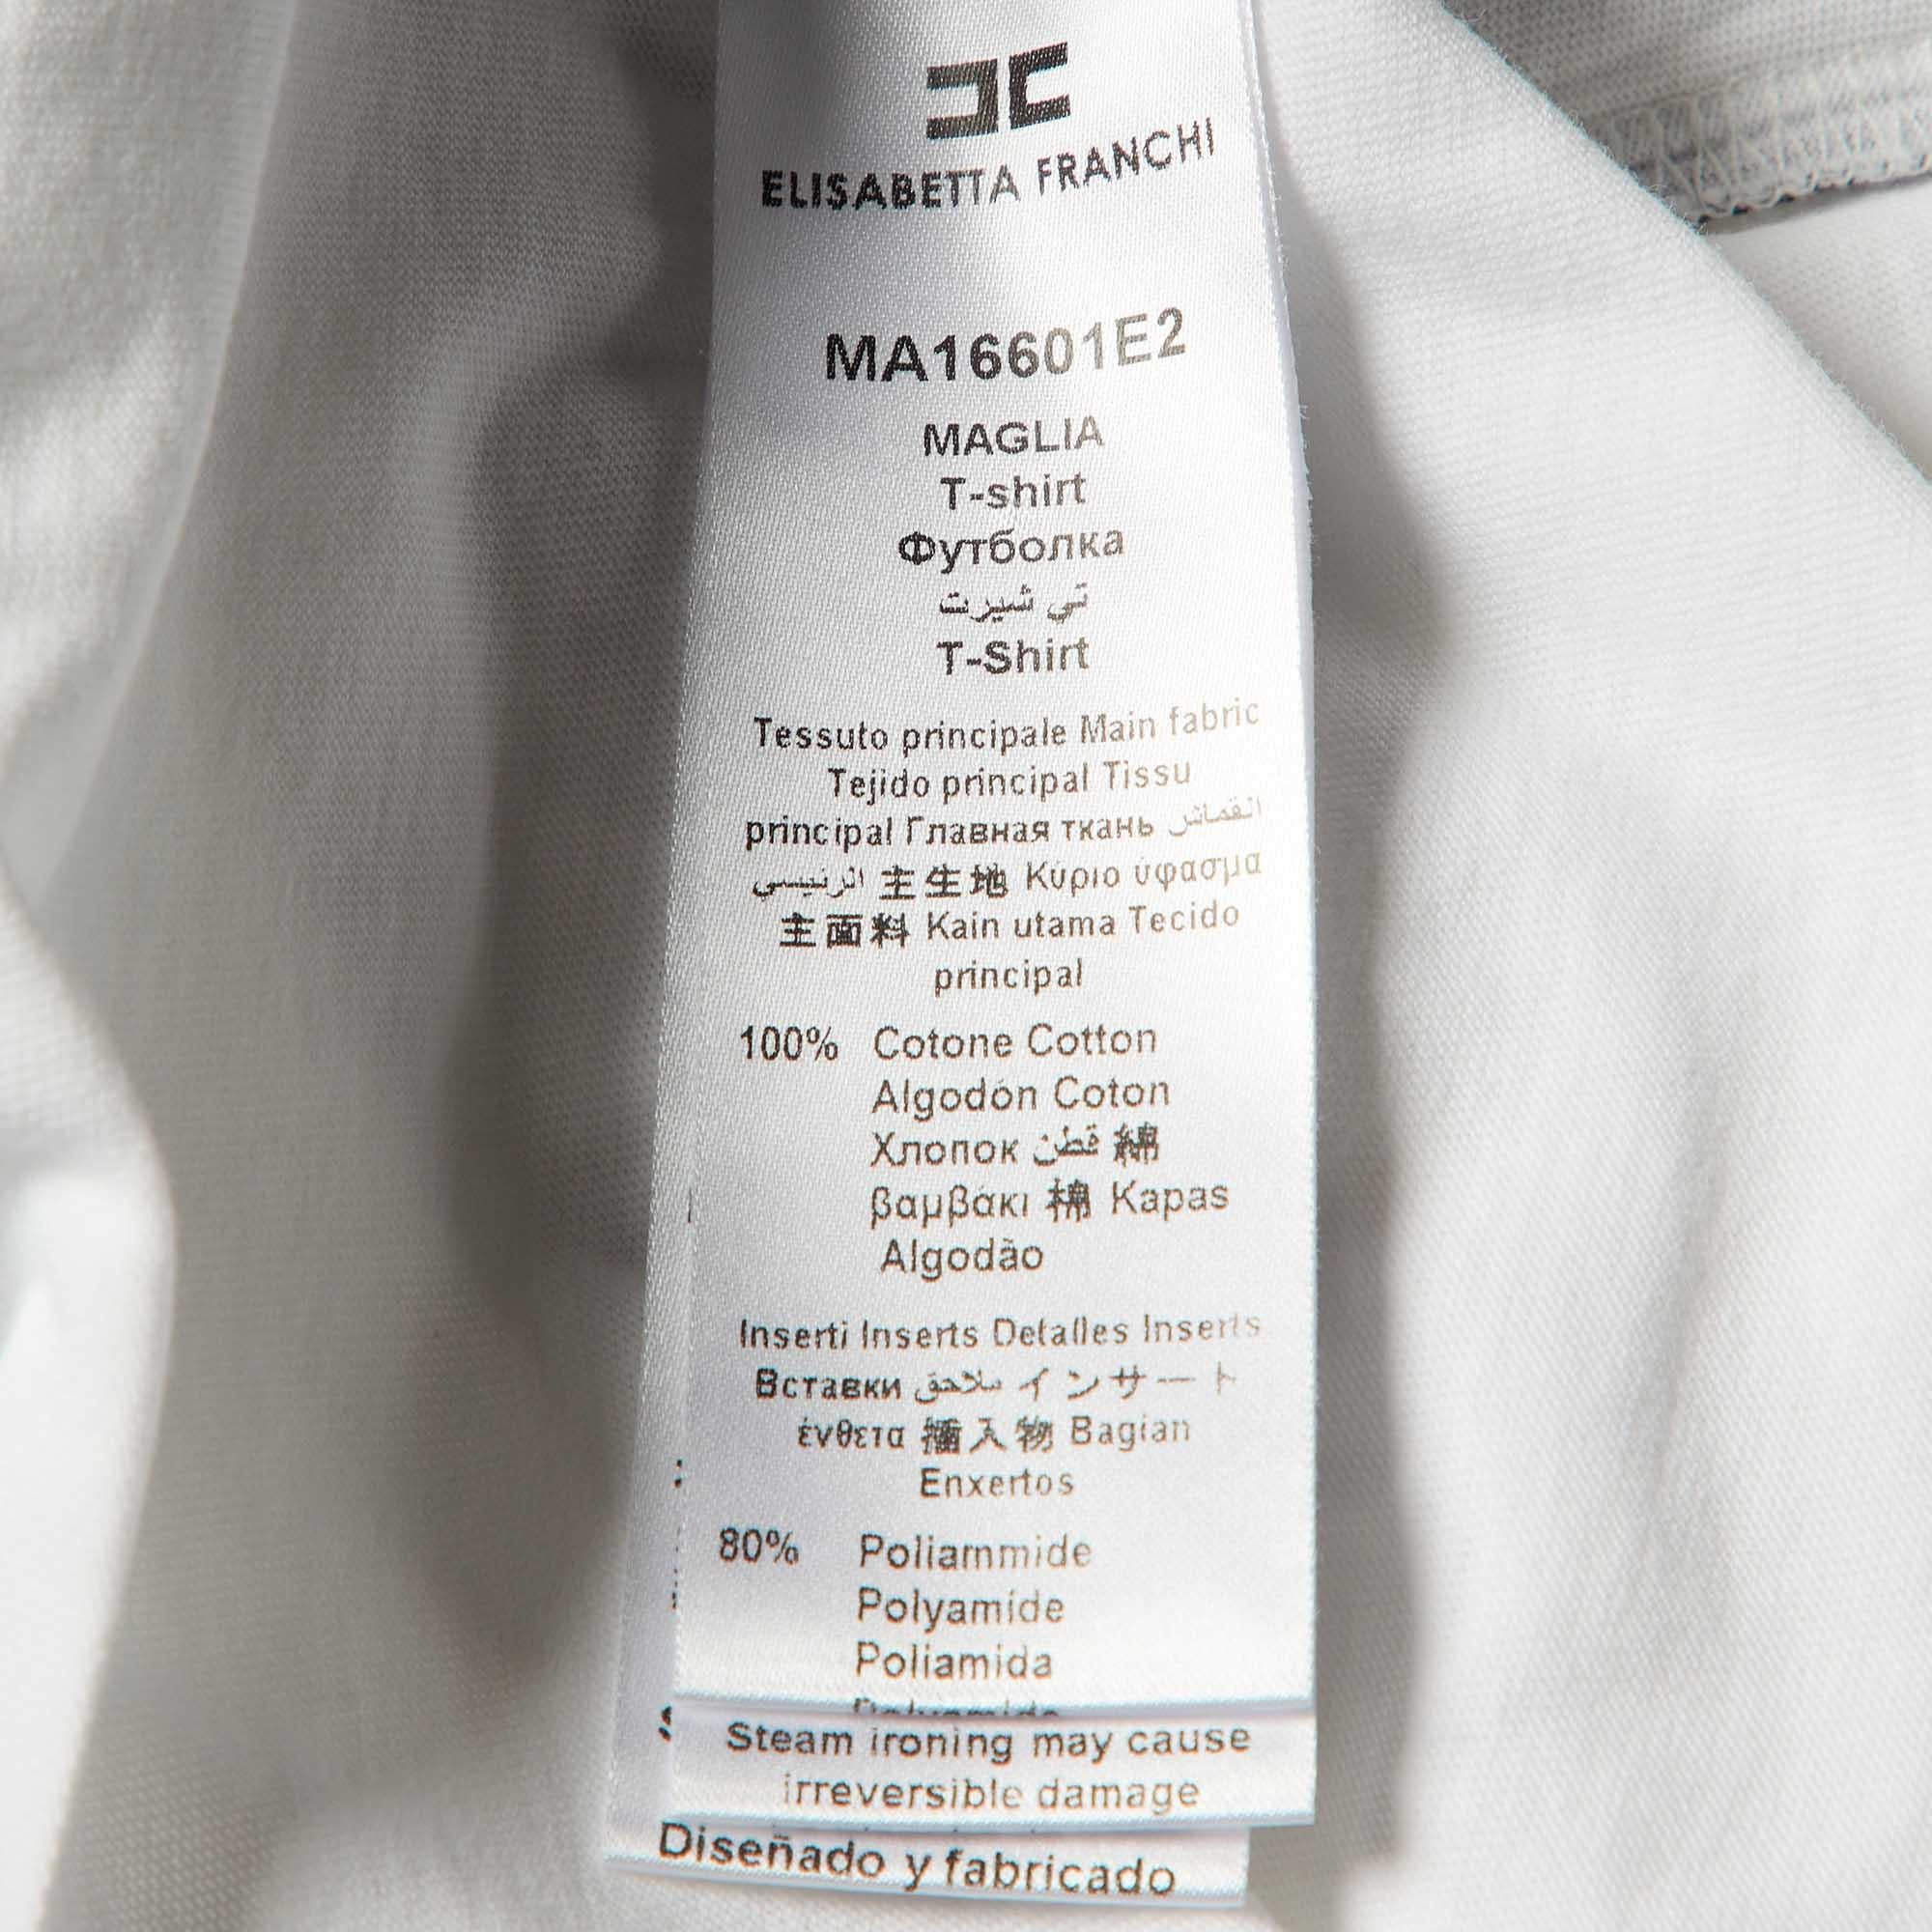 ELISABETTA FRANCHI
MA16601E2
MAGLIA
T-shirt
Футболка
تي شيرت
T-Shirt
Tessuto principale Main fabric
Tejido principal Tissu
principal Главная ткань القماش
الرئيسي 主生地 Κύριο ύφασμα
主面料 Kain utama Tecido
principal
100% Cotone Cotton
Algodón Coton
Хлопок قطن 綿
βαμβάκι 棉 Kapas
Algodão
Inserti Inserts Detalles Inserts
Вставки ملاحق インサート
ένθετα 插入物 Bagian
Enxertos
80% Poliammide
Polyamide
Poliamida
Steam ironing may cause
irreversible damage
Diseñado y fabricado